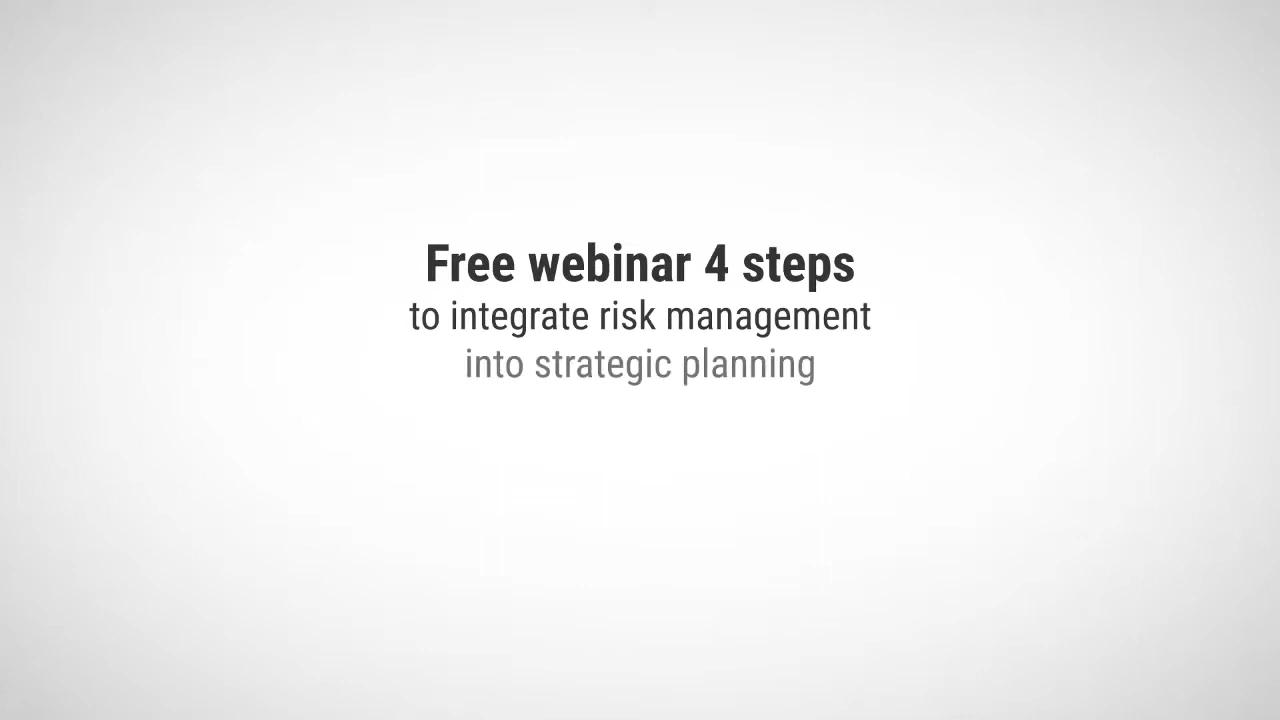 Free webinar 4 steps
to integrate risk management
into strategic planning